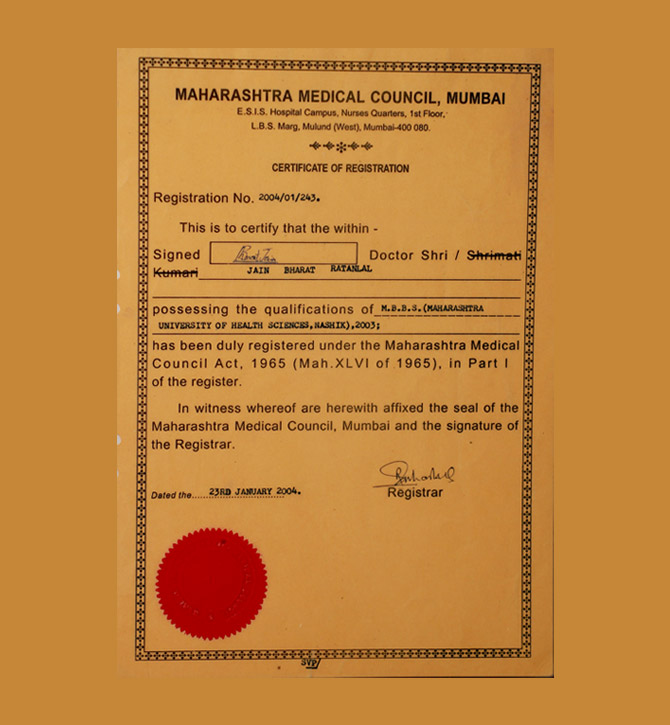 MAHARASHTRA MEDICAL COUNCIL, MUMBAI
E.S.I.S. Hospital Campus, Nurses Quarters, 1st Floor,
L.B.S. Marg, Mulund (West), Mumbai-400 080.
CERTIFICATE OF REGISTRATION
Registration No. 2004/01/243.
This is to certify that the within -
Signed Doctor Shri / Shrimati
Kumari JAIN BHARAT RATANLAL
possessing the qualifications of M.B.B.S.(MAHARASHTRA
UNIVERSITY OF HEALTH SCIENCES,NASHIK),2003;
has been duly registered under the Maharashtra Medical
Council Act, 1965 (Mah.XLVI of 1965), in Part I
of the register.
In witness whereof are herewith affixed the seal of the
Maharashtra Medical Council, Mumbai and the signature of
the Registrar.
Dated the 23RD JANUARY 2004.
Registrar
SVP/